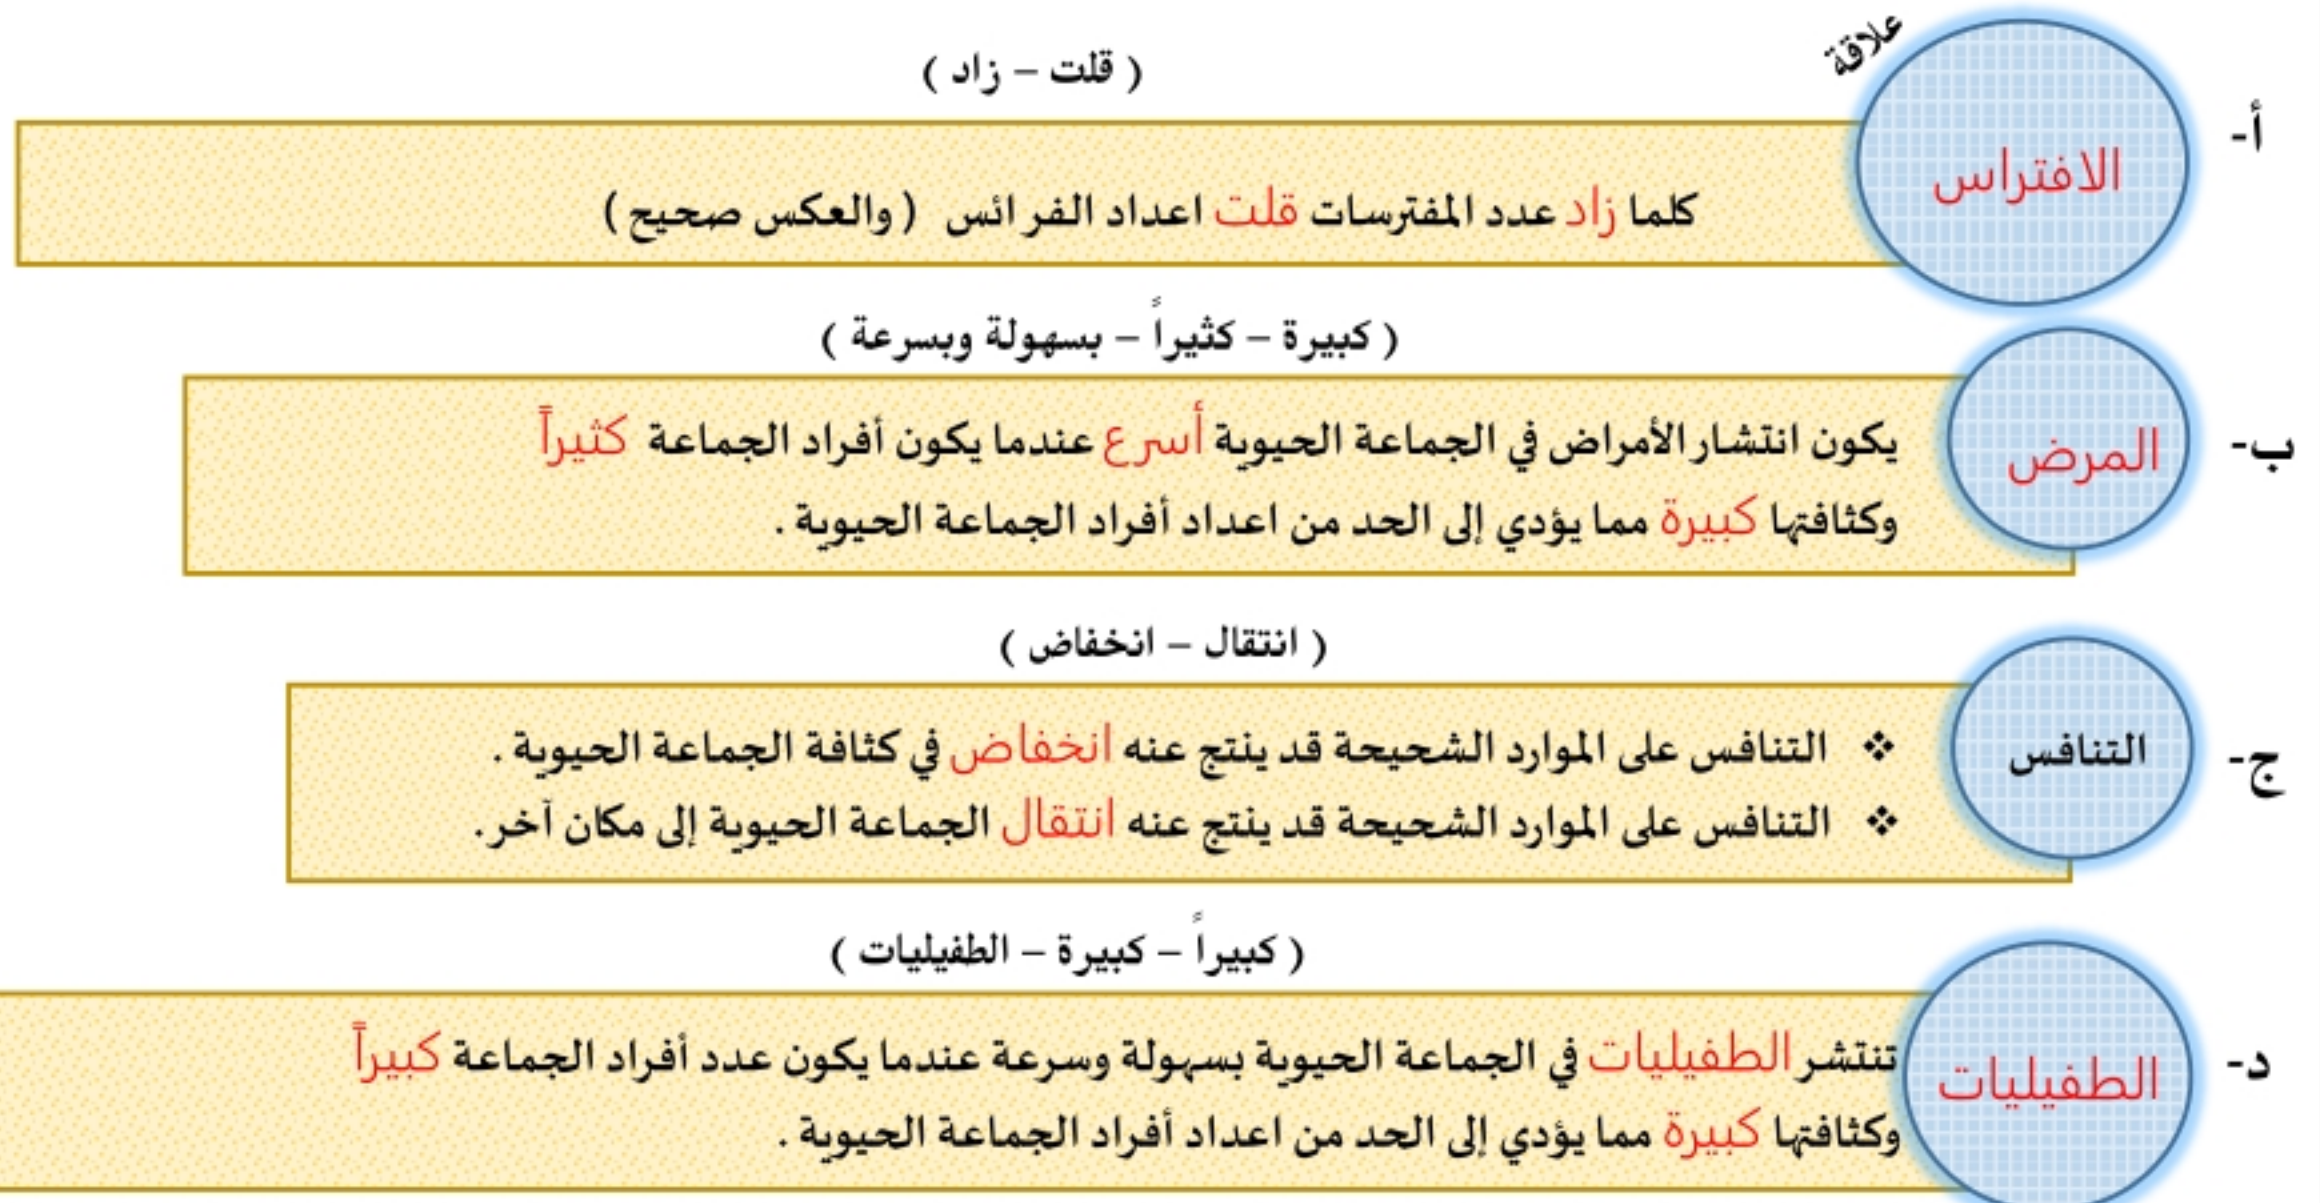 علاقة
( قلت – زاد )
أ-
الافتراس
كلما زاد عدد المفترسات قلت اعداد الفرائس ( والعكس صحيح )
( كبيرة – كثيراً – بسهولة وبسرعة )
ب-
المرض
يكون انتشار الأمراض في الجماعة الحيوية أسرع عندما يكون أفراد الجماعة كثيراً
وكثافتها كبيرة مما يؤدي إلى الحد من اعداد أفراد الجماعة الحيوية .
( انتقال – انخفاض )
ج-
التنافس
❖ التنافس على الموارد الشحيحة قد ينتج عنه انخفاض في كثافة الجماعة الحيوية .
❖ التنافس على الموارد الشحيحة قد ينتج عنه انتقال الجماعة الحيوية إلى مكان آخر.
( كبيراً – كبيرة – الطفيليات )
د-
الطفيليات
تنتشر الطفيليات في الجماعة الحيوية بسهولة وسرعة عندما يكون عدد أفراد الجماعة كبيراً
وكثافتها كبيرة مما يؤدي إلى الحد من اعداد أفراد الجماعة الحيوية .